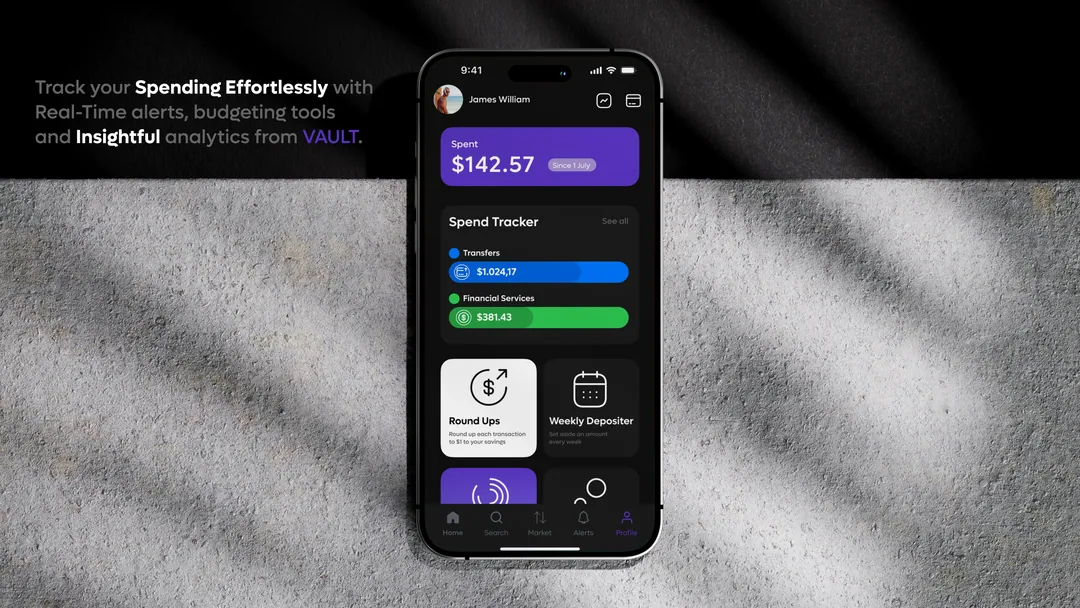 Track your Spending Effortlessly with
Real-Time alerts, budgeting tools
and Insightful analytics from VAULT.
9:41
James William
Spent
$142.57
Since 1 July
Spend Tracker
See all
Transfers
$1.024,17
Financial Services
$381.43
Round Ups
Round up each transaction
to $1 to your savings
Weekly Depositer
Set aside an amount
every week
Home
Search
Market
Alerts
Profile